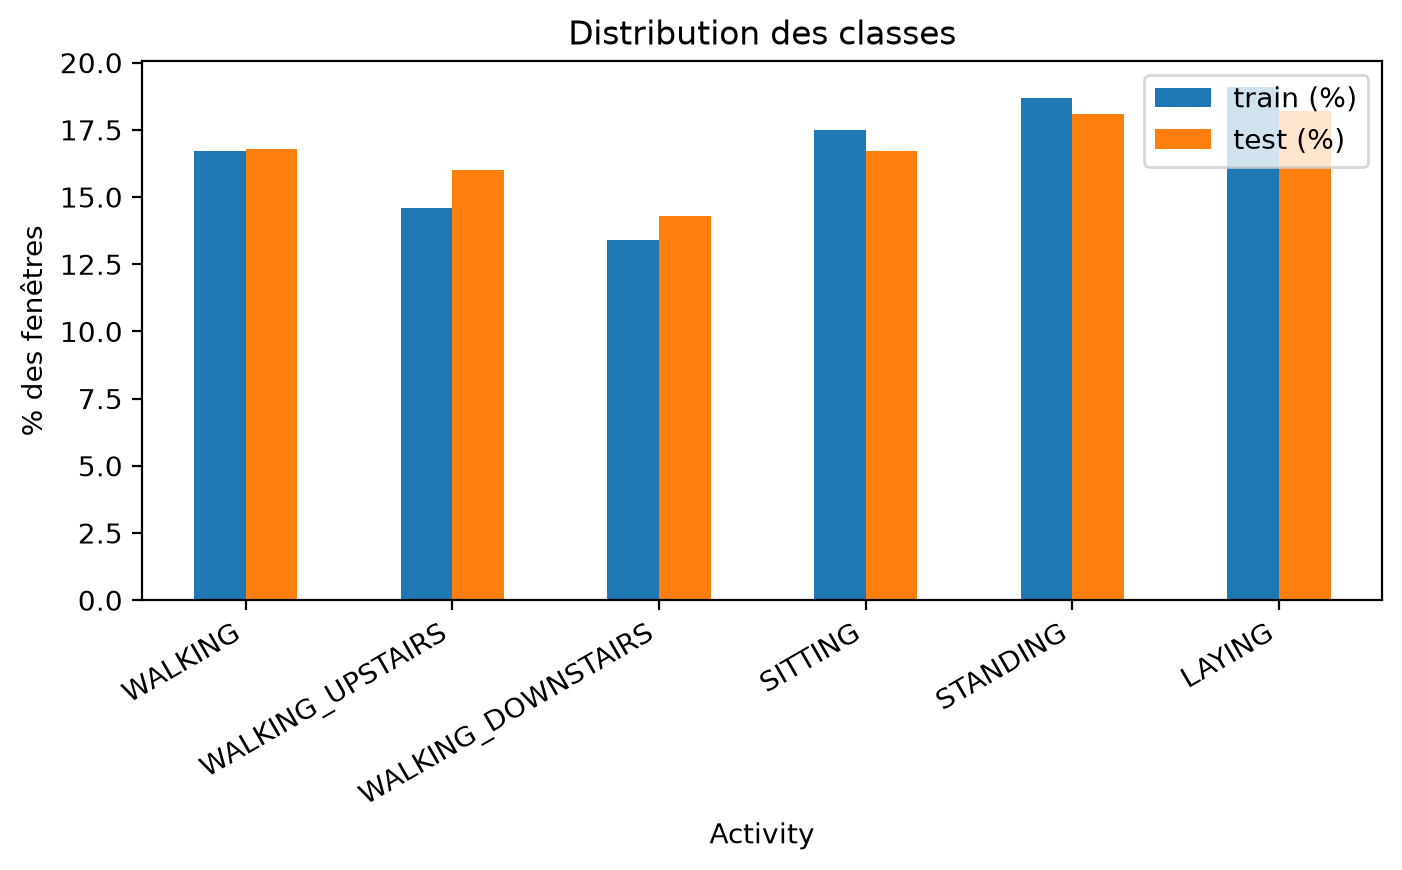 Distribution des classes
train (%)
test (%)
% des fenêtres
20.0
17.5
15.0
12.5
10.0
7.5
5.0
2.5
0.0
WALKING
WALKING_UPSTAIRS
WALKING_DOWNSTAIRS
SITTING
STANDING
LAYING
Activity